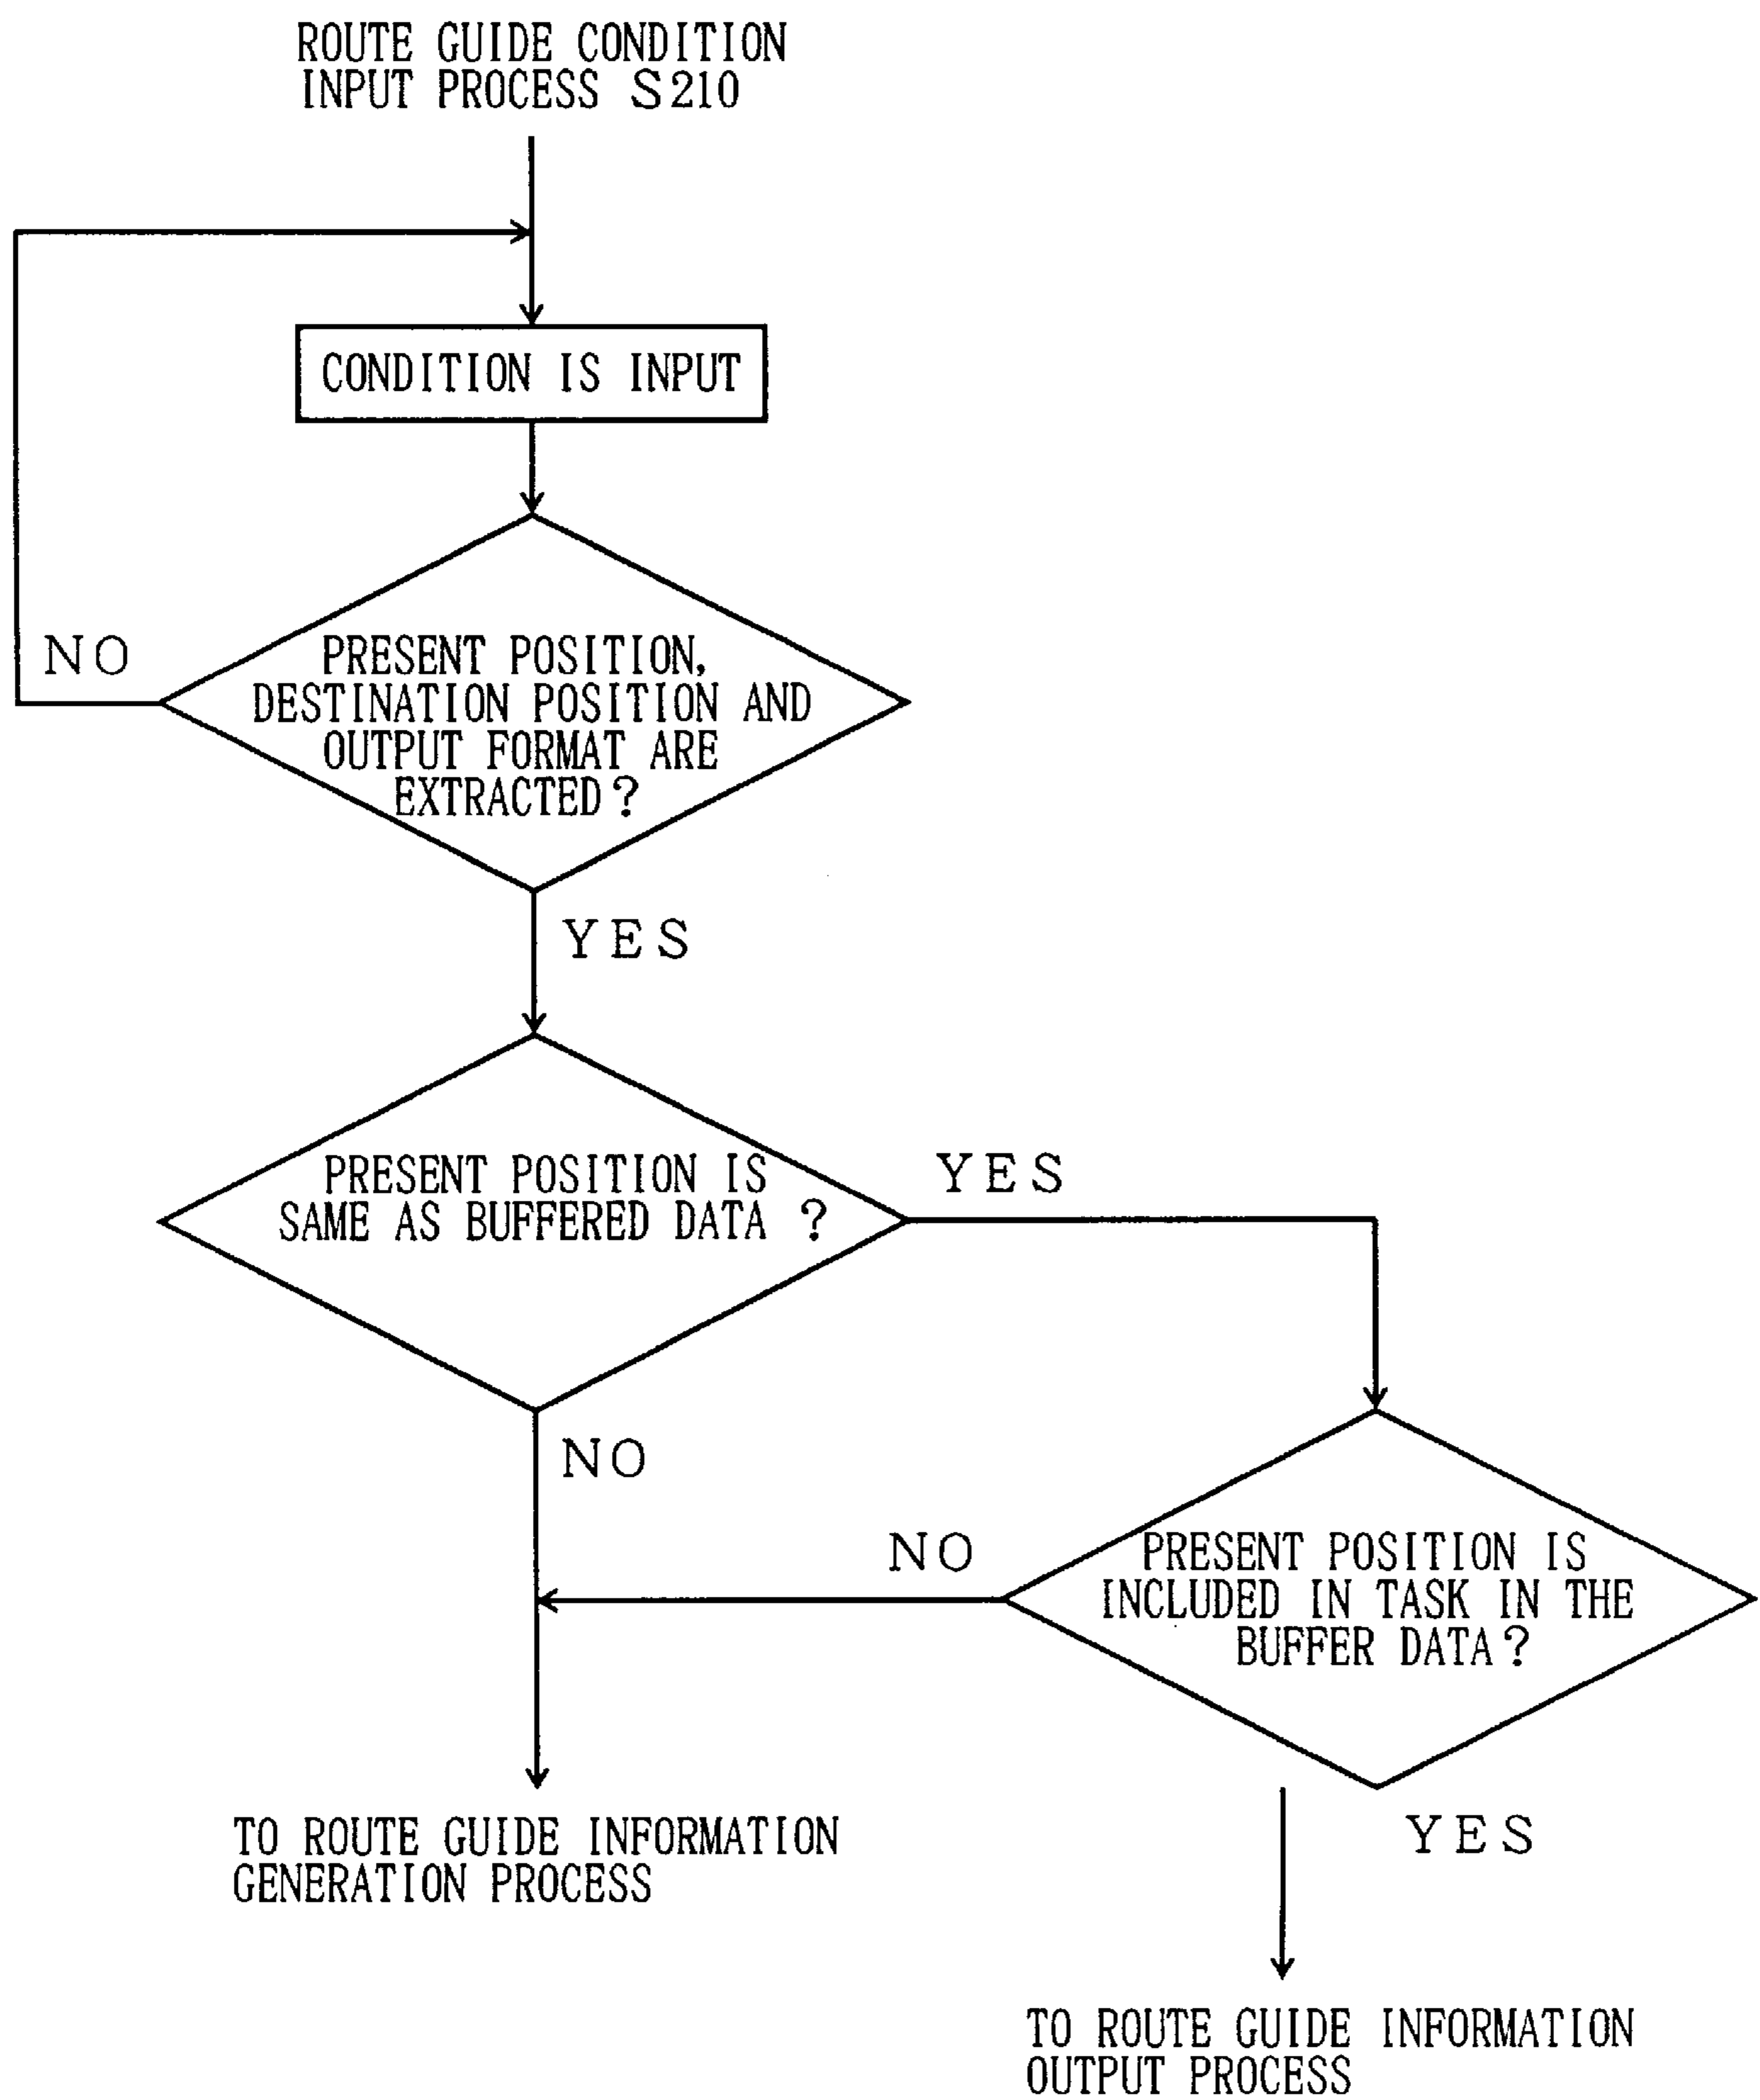 ROUTE GUIDE CONDITION
INPUT PROCESS S210
CONDITION IS INPUT
NO
PRESENT POSITION,
DESTINATION POSITION AND
OUTPUT FORMAT ARE
EXTRACTED?
YES
PRESENT POSITION IS
SAME AS BUFFERED DATA ?
YES
NO
NO
PRESENT POSITION IS
INCLUDED IN TASK IN THE
BUFFER DATA?
TO ROUTE GUIDE INFORMATION
GENERATION PROCESS
YES
TO ROUTE GUIDE INFORMATION
OUTPUT PROCESS